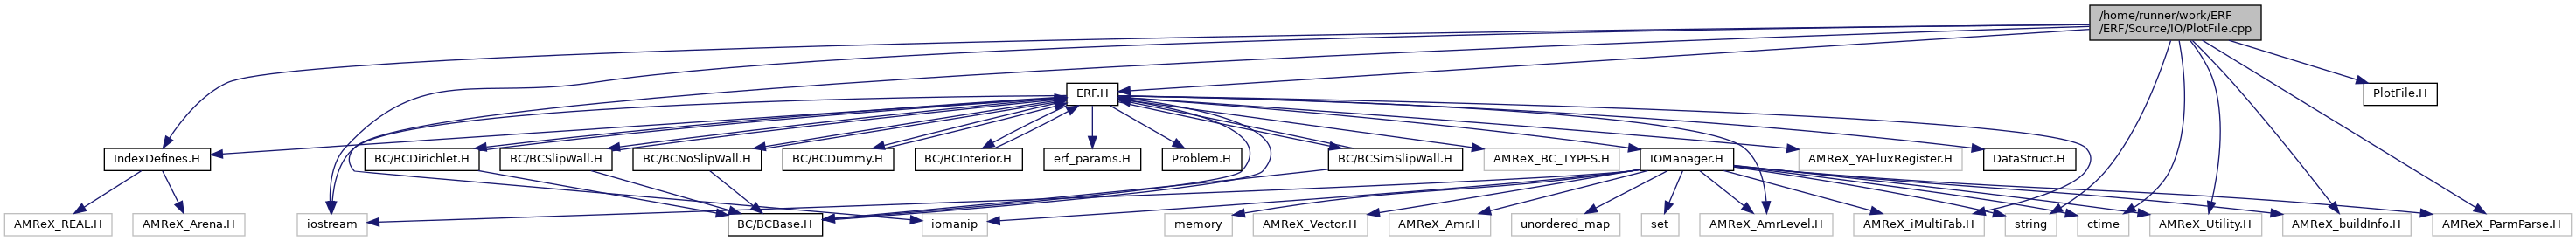 /home/runner/work/ERF
/ERF/Source/IO/PlotFile.cpp
ERF.H
PlotFile.H
IndexDefines.H
BC/BCDirichlet.H
BC/BCSlipWall.H
BC/BCNoSlipWall.H
BC/BCDummy.H
BC/BCInterior.H
erf_params.H
Problem.H
BC/BCSimSlipWall.H
AMReX_BC_TYPES.H
IOManager.H
AMReX_YAFluxRegister.H
DataStruct.H
AMReX_REAL.H
AMReX_Arena.H
iostream
BC/BCBase.H
iomanip
memory
AMReX_Vector.H
AMReX_Amr.H
unordered_map
set
AMReX_AmrLevel.H
AMReX_iMultiFab.H
string
ctime
AMReX_Utility.H
AMReX_buildInfo.H
AMReX_ParmParse.H